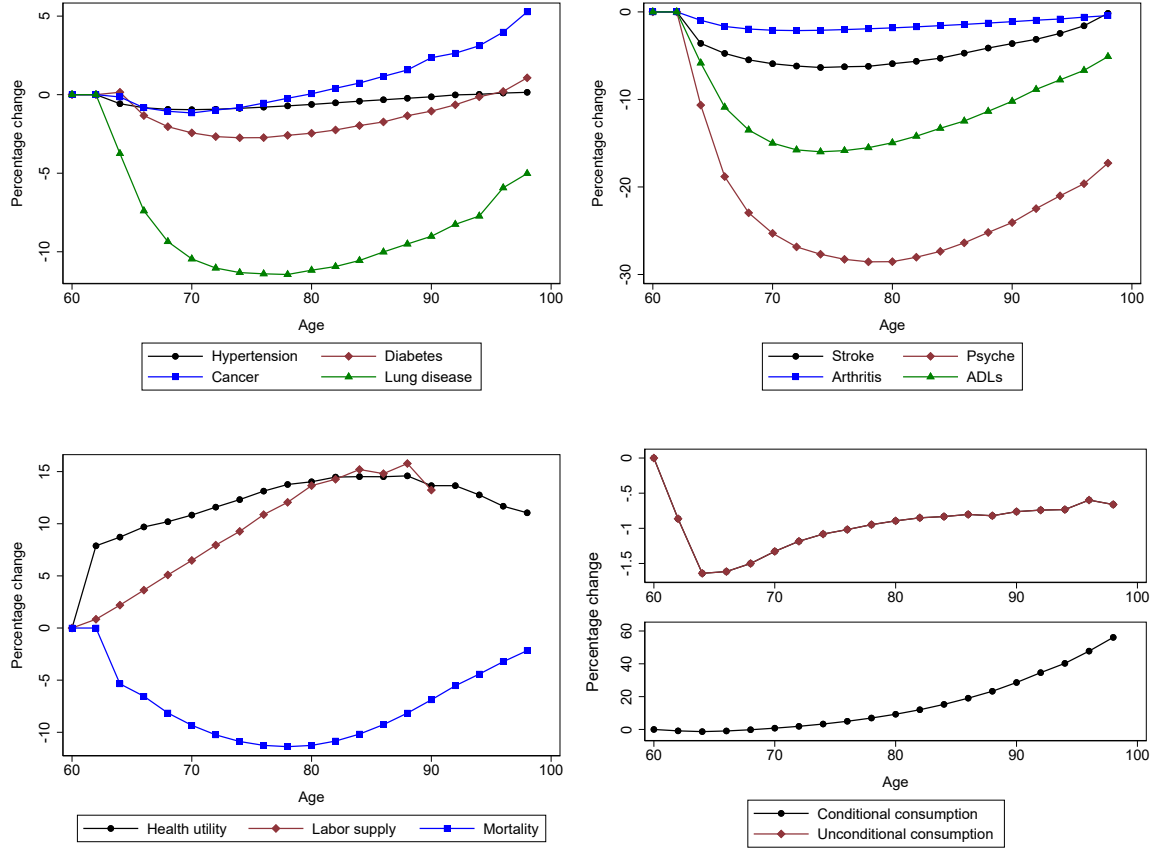 Percentage change
5
0
-5
-10
60
70
80
90
100
Age
Hypertension
Diabetes
Cancer
Lung disease
Percentage change
0
-10
-20
-30
60
70
80
90
100
Age
Stroke
Psyche
Arthritis
ADLs
Percentage change
15
10
5
0
-5
-10
60
70
80
90
100
Age
Health utility
Labor supply
Mortality
Percentage change
0
-.5
-1
-1.5
60
70
80
90
100
60
40
20
0
60
70
80
90
100
Age
Conditional consumption
Unconditional consumption